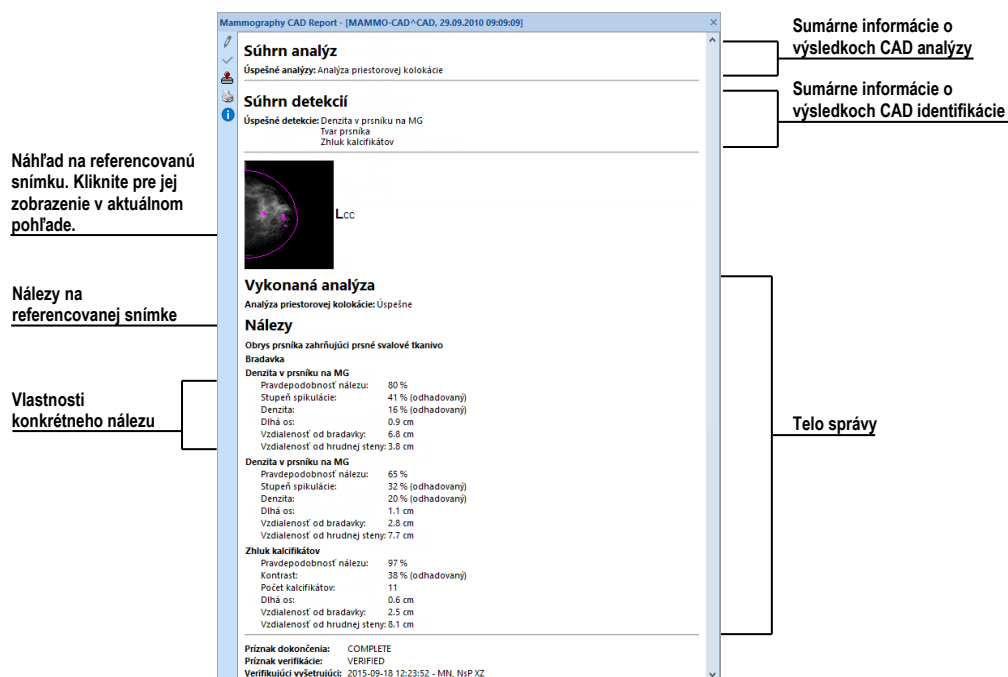 Mammography CAD Report - [MAMMO-CAD^CAD, 29.09.2010 09:09:09]
Súhrn analýz
Úspešné analýzy: Analýza priestorovej kolokácie
Súhrn detekcií
Úspešné detekcie: Denzita v prsníku na MG
Tvar prsníka
Zhluk kalcifikátov
Lcc
Vykonaná analýza
Analýza priestorovej kolokácie: Úspešne
Nálezy
Obrys prsníka zahrňujúci prsné svalové tkanivo
Bradavka
Denzita v prsníku na MG
Pravdepodobnosť nálezu: 80 %
Stupeň spikulácie: 41 % (odhadovaný)
Denzita: 16 % (odhadovaný)
Dlhá os: 0.9 cm
Vzdialenosť od bradavky: 6.8 cm
Vzdialenosť od hrudnej steny: 3.8 cm
Denzita v prsníku na MG
Pravdepodobnosť nálezu: 65 %
Stupeň spikulácie: 32 % (odhadovaný)
Denzita: 20 % (odhadovaný)
Dlhá os: 1.1 cm
Vzdialenosť od bradavky: 2.8 cm
Vzdialenosť od hrudnej steny: 7.7 cm
Zhluk kalcifikátov
Pravdepodobnosť nálezu: 97 %
Kontrast: 38 % (odhadovaný)
Počet kalcifikátov: 11
Dlhá os: 0.6 cm
Vzdialenosť od bradavky: 2.5 cm
Vzdialenosť od hrudnej steny: 8.1 cm
Príznak dokončenia: COMPLETE
Príznak verifikácie: VERIFIED
Verifikujúci vyšetrujúci: 2015-09-18 12:23:52 - MN, NsP XZ
Náhľad na referencovanú
snímku. Kliknite pre jej
zobrazenie v aktuálnom
pohľade.
Nálezy na
referencovanej snímke
Vlastnosti
konkrétneho nálezu
Sumárne informácie o
výsledkoch CAD analýzy
Sumárne informácie o
výsledkoch CAD identifikácie
Telo správy